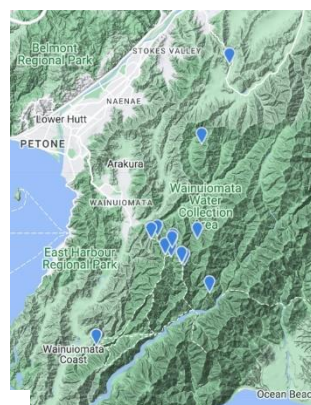 Belmont
Regional Park
STOKES VALLEY
NAENAE
Lower Hutt
PETONE
Arakura
Wainuiomata
Water
Collection
Area
WAINUIOMATA
East Harbour
Regional Park
Wainuiomata
Coast
Ocean Beac